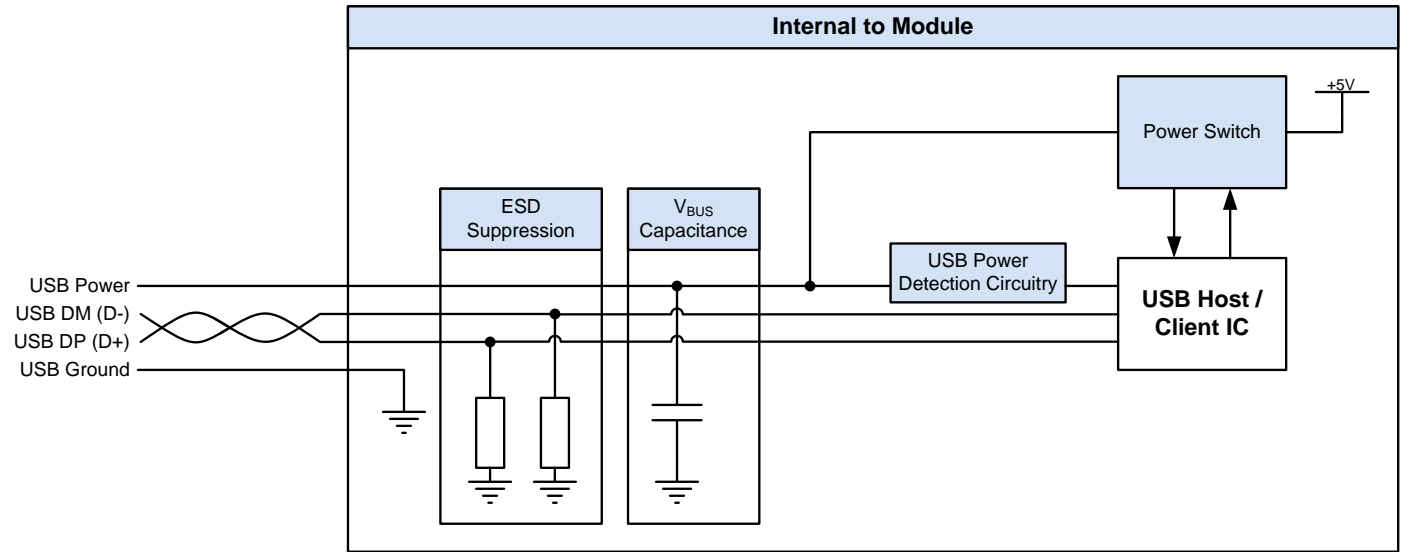 Internal to Module
+5V
Power Switch
ESD
Suppression
VBUS
Capacitance
USB Power
Detection Circuitry
USB Host /
Client IC
USB Power
USB DM (D-)
USB DP (D+)
USB Ground